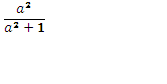 a²
a² + 1